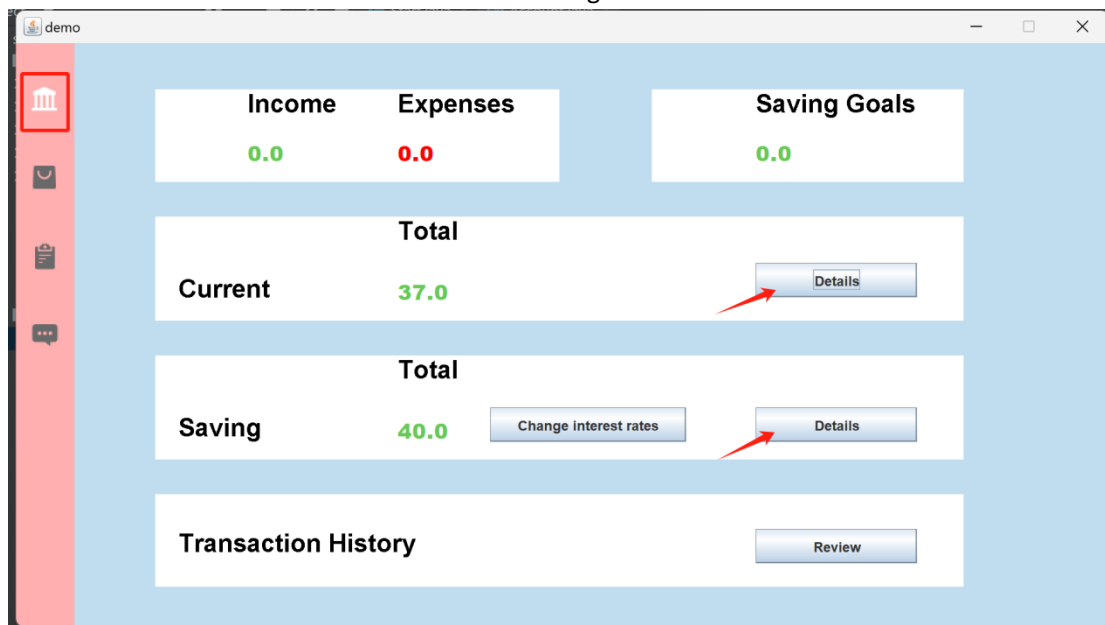 demo
Income Expenses Saving Goals
0.0 0.0 0.0
Total
Current 37.0 Details
Total
Saving 40.0 Change interest rates Details
Transaction History Review